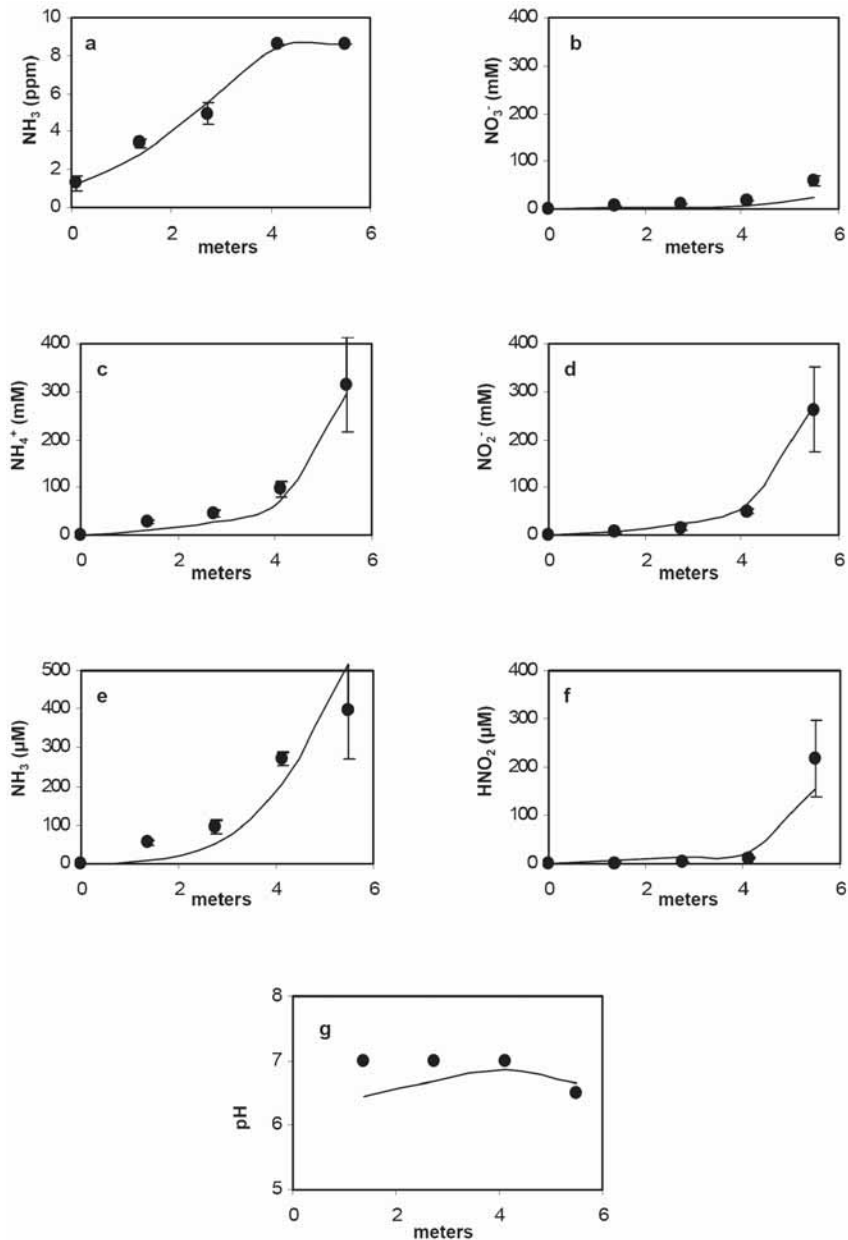 10
8
6
4
2
0
NH₃ (ppm)
a
0 2 4 6
meters
400
300
200
100
0
NO₃⁻ (mM)
b
0 2 4 6
meters
400
300
200
100
0
NH₄⁺ (mM)
c
0 2 4 6
meters
400
300
200
100
0
NO₂⁻ (mM)
d
0 2 4 6
meters
500
400
300
200
100
0
NH₃ (µM)
e
0 2 4 6
meters
400
300
200
100
0
HNO₂ (µM)
f
0 2 4 6
meters
8
7
6
5
pH
g
0 2 4 6
meters